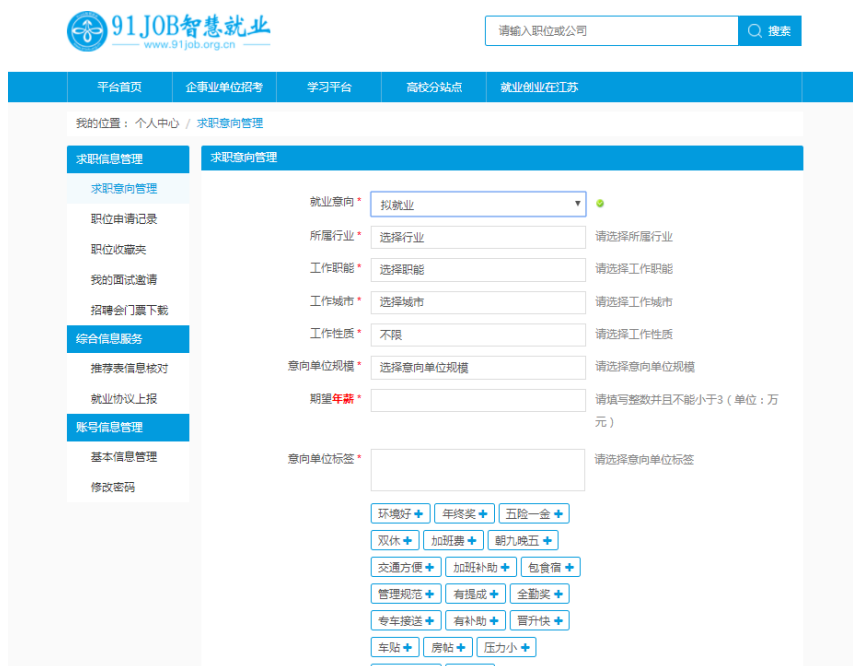 91JOB智慧就业
www.91job.org.cn
请输入职位或公司 搜索
平台首页 企事业单位招考 学习平台 高校分站点 就业创业在江苏
我的位置： 个人中心 / 求职意向管理
求职信息管理
求职意向管理
职位申请记录
职位收藏夹
我的面试邀请
招聘会门票下载
综合信息服务
推荐表信息核对
就业协议上报
账号信息管理
基本信息管理
修改密码
求职意向管理
就业意向* 拟就业
所属行业* 选择行业 请选择所属行业
工作职能* 选择职能 请选择工作职能
工作城市* 选择城市 请选择工作城市
工作性质* 不限 请选择工作性质
意向单位规模* 选择意向单位规模 请选择意向单位规模
期望年薪* 请填写整数并且不能小于3（单位：万
元）
意向单位标签* 请选择意向单位标签
环境好+ 年终奖+ 五险一金+
双休+ 加班费+ 朝九晚五+
交通方便+ 加班补助+ 包食宿+
管理规范+ 有提成+ 全勤奖+
专车接送+ 有补助+ 晋升快+
车贴+ 房帖+ 压力小+